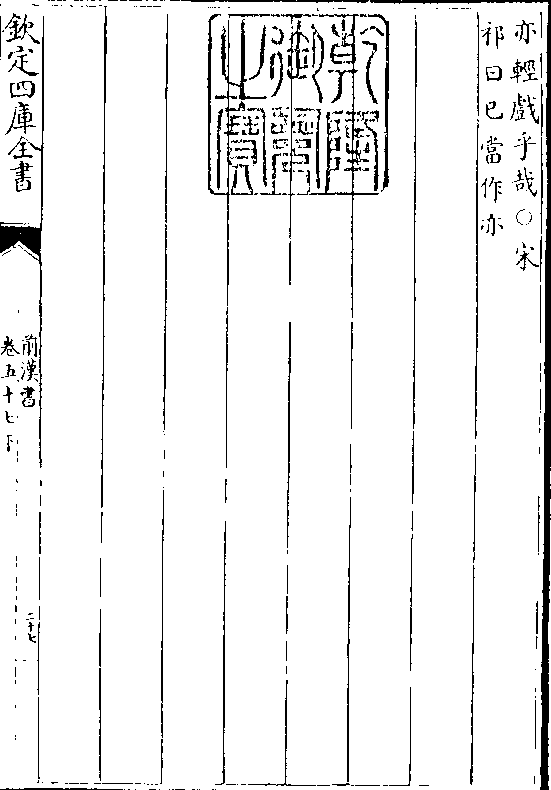 亦輕戲乎哉○宋
祁曰已當作亦
乾隆御覽之寶
欽定四庫全書
前漢書
卷五十七下
二十七